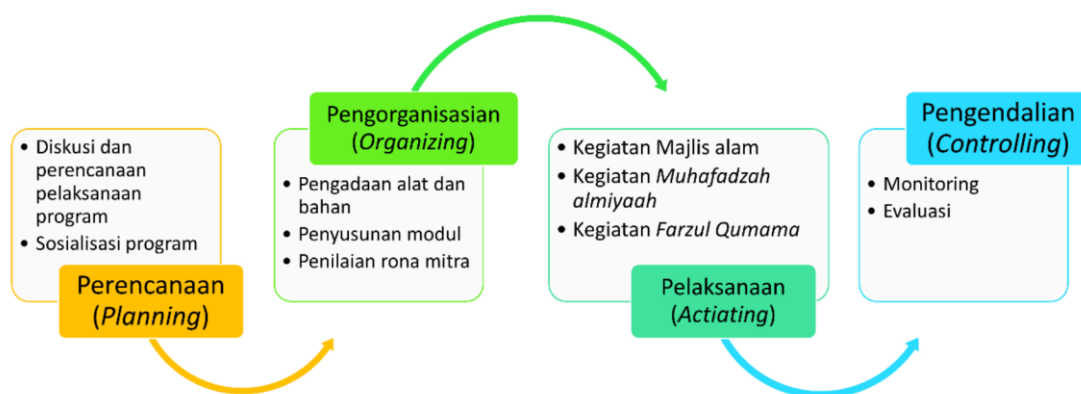 • Diskusi dan
perencanaan
pelaksanaan
program
• Sosialisasi program
Perencanaan
(Planning)
Pengorganisasian
(Organizing)
• Pengadaan alat dan
bahan
• Penyusunan modul
• Penilaian rona mitra
• Kegiatan Majlis alam
• Kegiatan Muhafadzah
almiyaah
• Kegiatan Farzul Qumama
Pelaksanaan
(Actiating)
Pengendalian
(Controlling)
• Monitoring
• Evaluasi